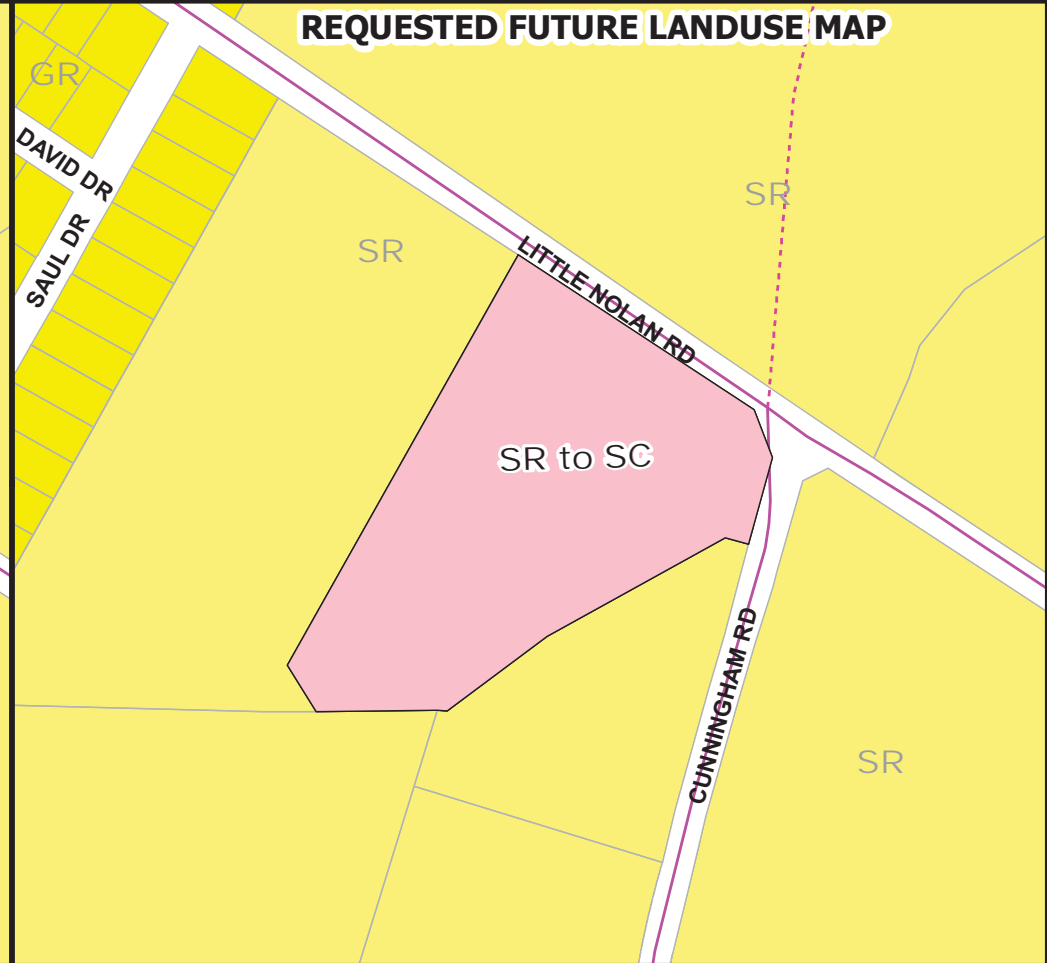 REQUESTED FUTURE LANDUSE MAP
GR
DAVID DR
SR
SAUL DR
SR
LITTLE NOLAN RD
SR to SC
CUNNINGHAM RD
SR